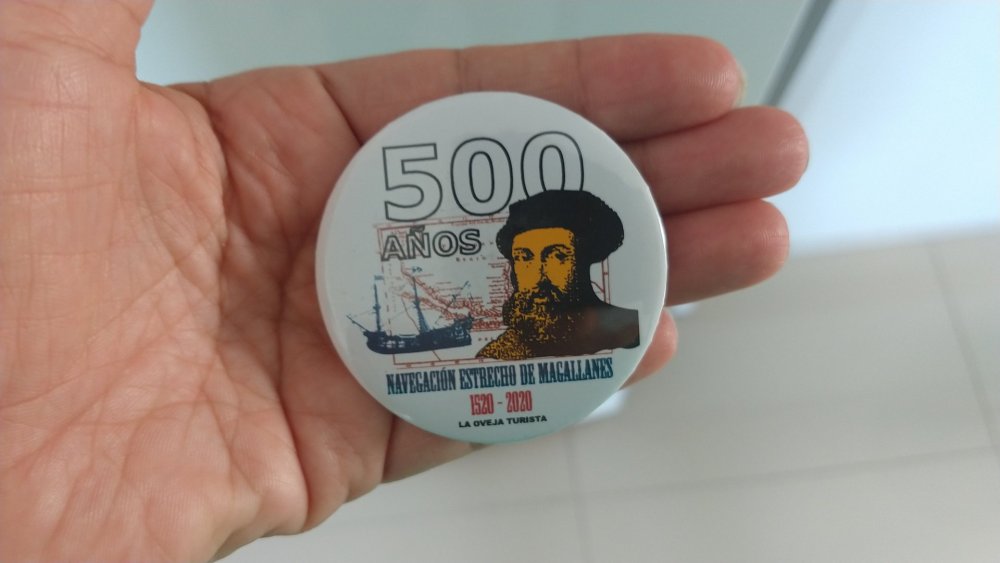 500
AÑOS
NAVEGACIÓN ESTRECHO DE MAGALLANES
1520 - 2020
LA OVEJA TURISTA